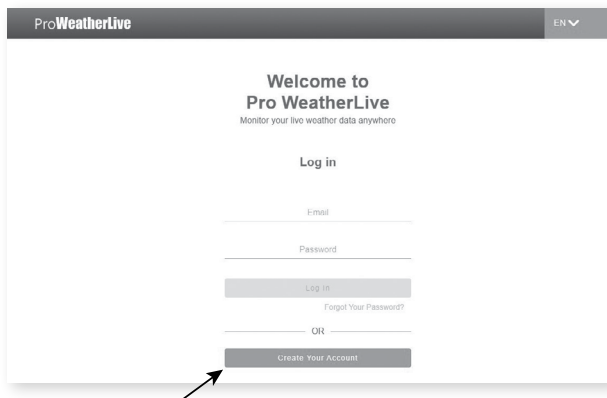 ProWeatherLive
EN
Welcome to
Pro WeatherLive
Monitor your live weather data anywhere
Log in
Email
Password
Log In
Forgot Your Password?
OR
Create Your Account